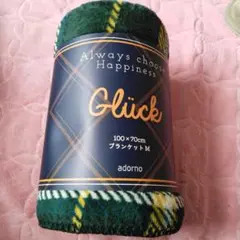 Always choose
Happiness
Glück
100×70cm
ブランケットM
adorno